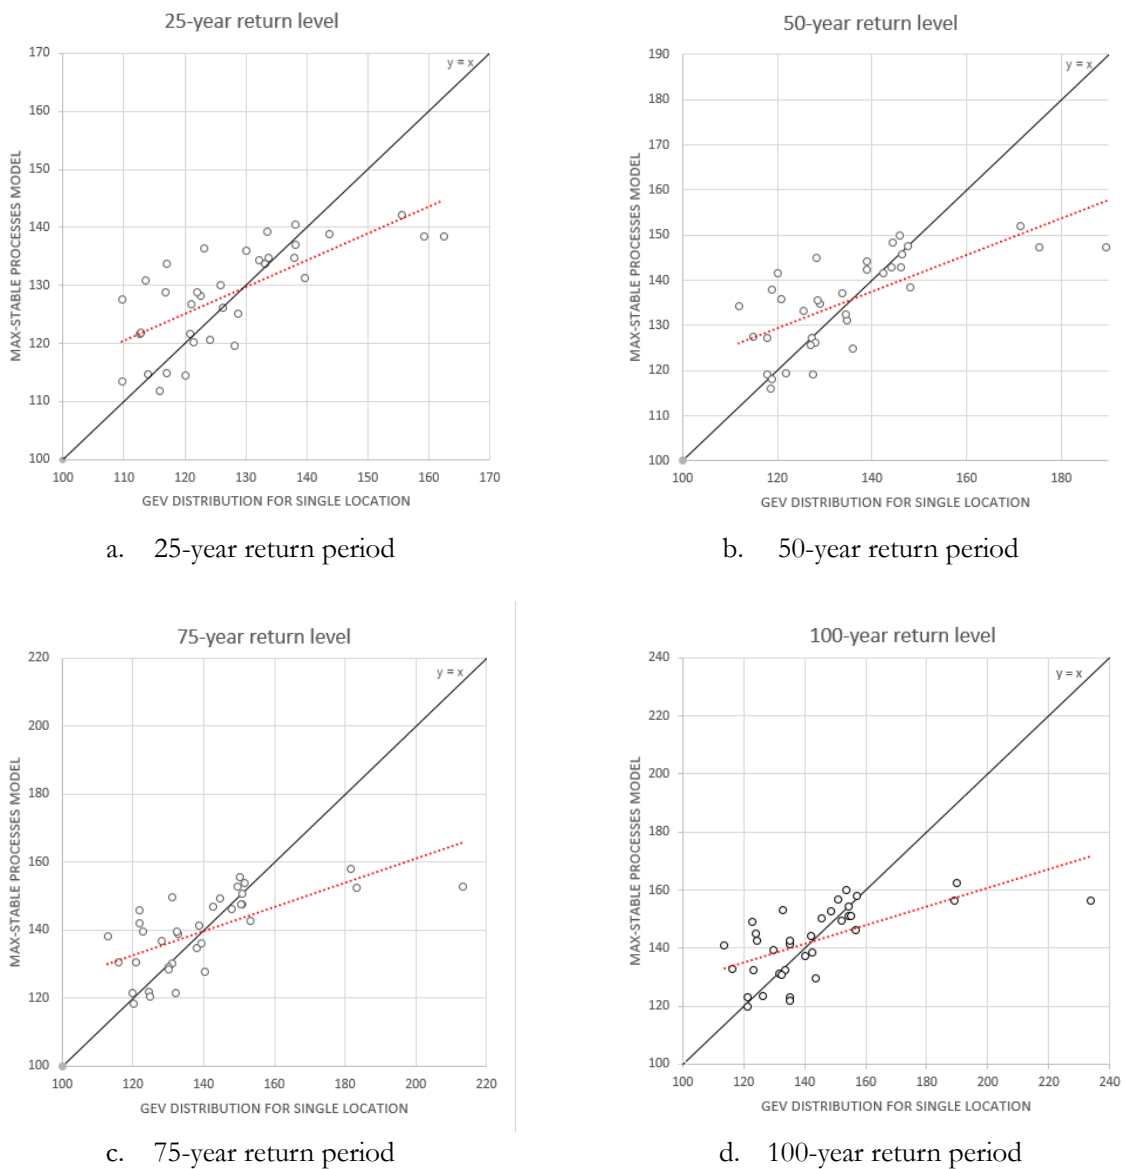 25-year return level
170
160
150
140
130
120
110
100
MAX-STABLE PROCESSES MODEL
y = x
100 110 120 130 140 150 160 170
GEV DISTRIBUTION FOR SINGLE LOCATION
a. 25-year return period
50-year return level
190
180
170
160
150
140
130
120
110
100
MAX-STABLE PROCESSES MODEL
y = x
100 120 140 160 180
GEV DISTRIBUTION FOR SINGLE LOCATION
b. 50-year return period
75-year return level
220
200
180
160
140
120
100
MAX-STABLE PROCESSES MODEL
y = x
100 120 140 160 180 200 220
GEV DISTRIBUTION FOR SINGLE LOCATION
c. 75-year return period
100-year return level
240
220
200
180
160
140
120
100
MAX-STABLE PROCESSES MODEL
y = x
100 120 140 160 180 200 220 240
GEV DISTRIBUTION FOR SINGLE LOCATION
d. 100-year return period